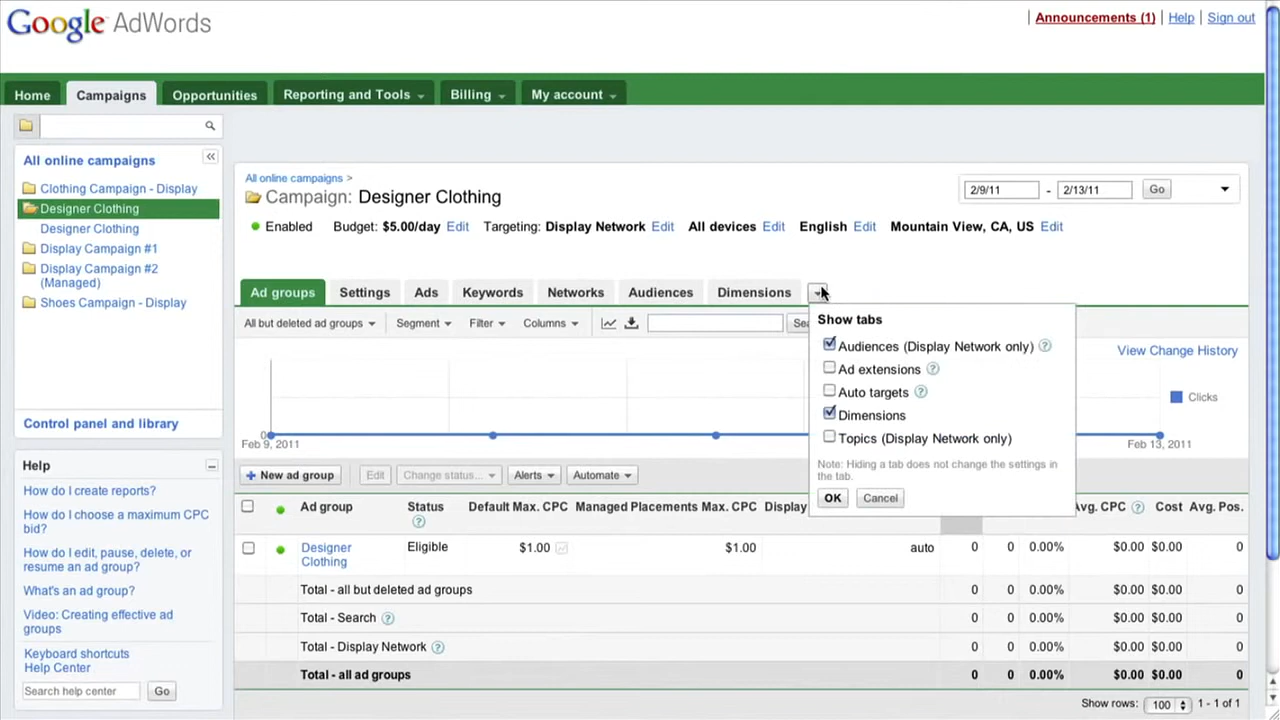 Google AdWords
Announcements (1) | Help | Sign out
Home Campaigns Opportunities Reporting and Tools Billing My account
All online campaigns
Clothing Campaign - Display
Designer Clothing
Designer Clothing
Display Campaign #1
Display Campaign #2
(Managed)
Shoes Campaign - Display
Control panel and library
Help
How do I create reports?
How do I choose a maximum CPC
bid?
How do I edit, pause, delete, or
resume an ad group?
What's an ad group?
Video: Creating effective ad
groups
Keyboard shortcuts
Help Center
Search help center Go
All online campaigns >
Campaign: Designer Clothing
2/9/11 - 2/13/11 Go
Enabled Budget: $5.00/day Edit Targeting: Display Network Edit All devices Edit English Edit Mountain View, CA, US Edit
Ad groups Settings Ads Keywords Networks Audiences Dimensions
All but deleted ad groups Segment Filter Columns
Show tabs
Audiences (Display Network only) ?
Ad extensions ?
Auto targets ?
Dimensions
Topics (Display Network only)
Note: Hiding a tab does not change the settings in
the tab.
OK Cancel
View Change History
Clicks
0
Feb 9, 2011 Feb 13, 2011
+ New ad group Edit Change status... Alerts Automate
Ad group Status ? Default Max. CPC Managed Placements Max. CPC Display Avg. CPC ? Cost Avg. Pos.
Designer
Clothing Eligible $1.00 $1.00 auto 0 0 0.00% $0.00 $0.00 0
Total - all but deleted ad groups 0 0 0.00% $0.00 $0.00 0
Total - Search ? 0 0 0.00% $0.00 $0.00 0
Total - Display Network ? 0 0 0.00% $0.00 $0.00 0
Total - all ad groups 0 0 0.00% $0.00 $0.00 0
Show rows: 100 1 - 1 of 1